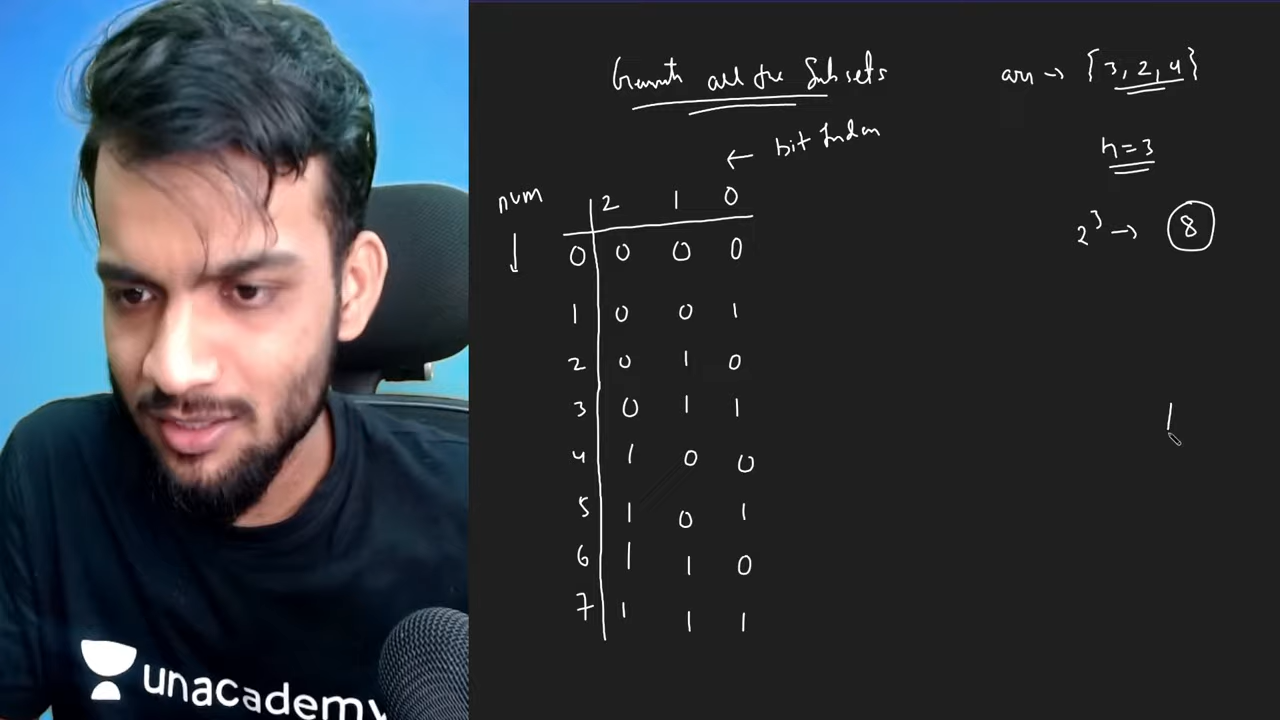 Generate all the Subsets
arr → {3, 2, 4}
← bit Index
n=3
num
2 1 0
2³ → 8
0 0 0 0
1 0 0 1
2 0 1 0
3 0 1 1
4 1 0 0
5 1 0 1
6 1 1 0
7 1 1 1
unacademy